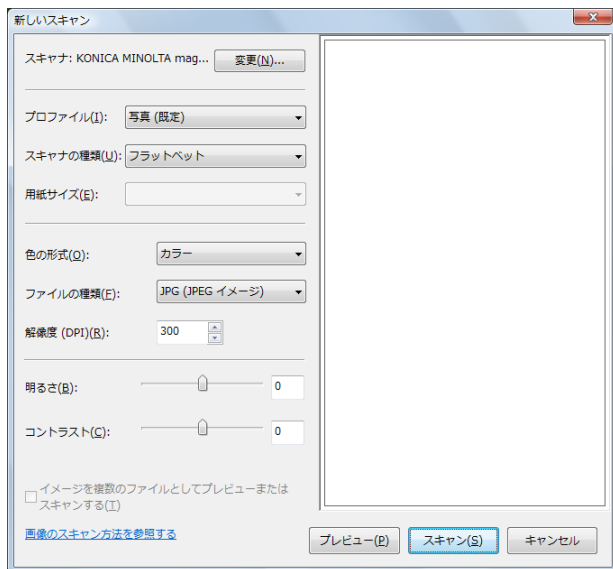 新しいスキャン
スキャナ: KONICA MINOLTA mag... 変更(N)...
プロファイル(I): 写真 (既定)
スキャナの種類(U): フラットベット
用紙サイズ(E):
色の形式(O): カラー
ファイルの種類(F): JPG (JPEG イメージ)
解像度 (DPI)(R): 300
明るさ(B): 0
コントラスト(C): 0
イメージを複数のファイルとしてプレビューまたは
スキャンする(T)
画像のスキャン方法を参照する
プレビュー(P) スキャン(S) キャンセル